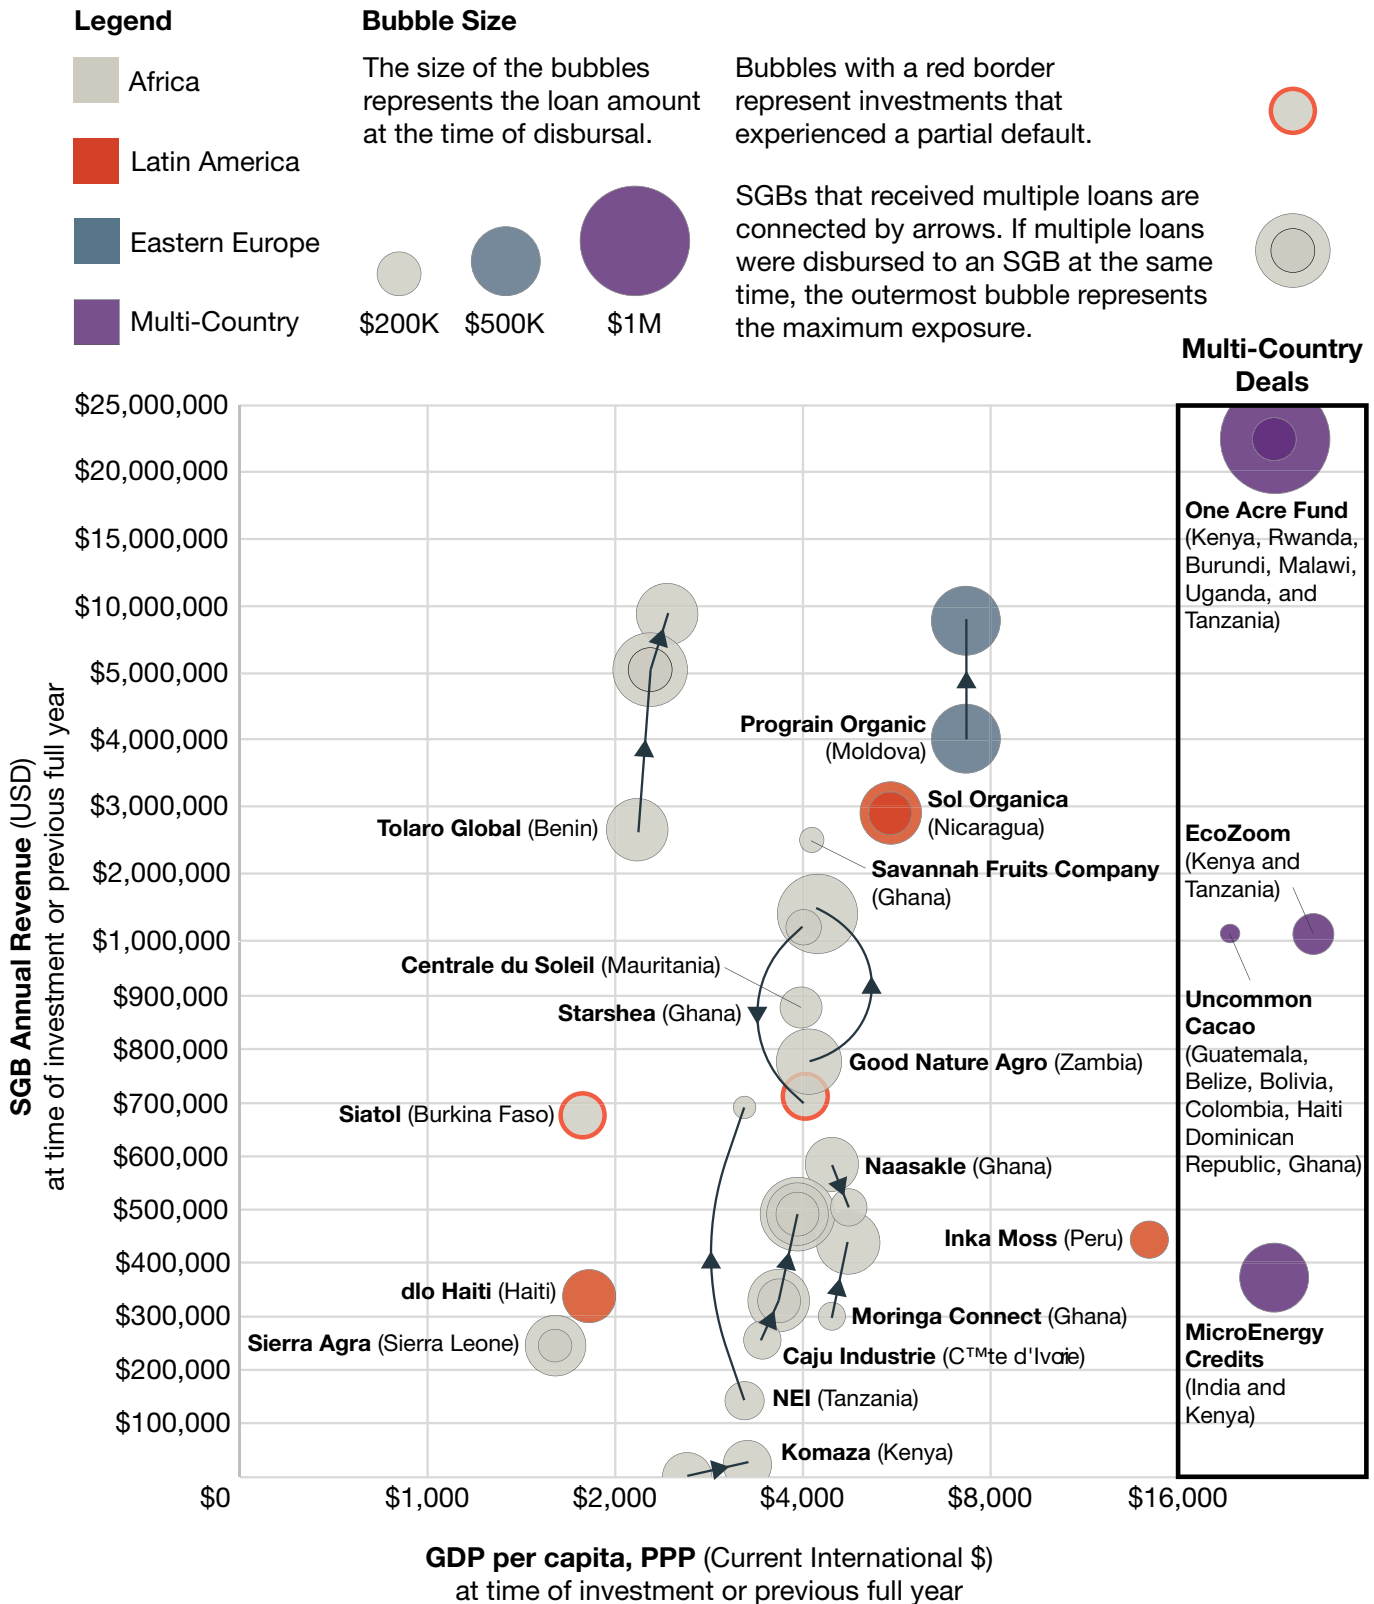 Legend
Africa
Latin America
Eastern Europe
Multi-Country
Bubble Size
The size of the bubbles
represents the loan amount
at the time of disbursal.
$200K
$500K
$1M
Bubbles with a red border
represent investments that
experienced a partial default.
SGBs that received multiple loans are
connected by arrows. If multiple loans
were disbursed to an SGB at the same
time, the outermost bubble represents
the maximum exposure.
Multi-Country
Deals
$25,000,000
$20,000,000
$15,000,000
$10,000,000
$5,000,000
$4,000,000
$3,000,000
$2,000,000
$1,000,000
$900,000
$800,000
$700,000
$600,000
$500,000
$400,000
$300,000
$200,000
$100,000
SGB Annual Revenue (USD)
at time of investment or previous full year
Tolaro Global (Benin)
Prograin Organic
(Moldova)
Sol Organica
(Nicaragua)
Savannah Fruits Company
(Ghana)
Centrale du Soleil (Mauritania)
Starshea (Ghana)
Good Nature Agro (Zambia)
Siatol (Burkina Faso)
Naasakle (Ghana)
Inka Moss (Peru)
dlo Haiti (Haiti)
Moringa Connect (Ghana)
Sierra Agra (Sierra Leone)
Caju Industrie (C™te d'Ivorie)
NEI (Tanzania)
Komaza (Kenya)
One Acre Fund
(Kenya, Rwanda,
Burundi, Malawi,
Uganda, and
Tanzania)
EcoZoom
(Kenya and
Tanzania)
Uncommon
Cacao
(Guatemala,
Belize, Bolivia,
Colombia, Haiti
Dominican
Republic, Ghana)
MicroEnergy
Credits
(India and
Kenya)
$0
$1,000
$2,000
$4,000
$8,000
$16,000
GDP per capita, PPP (Current International $)
at time of investment or previous full year